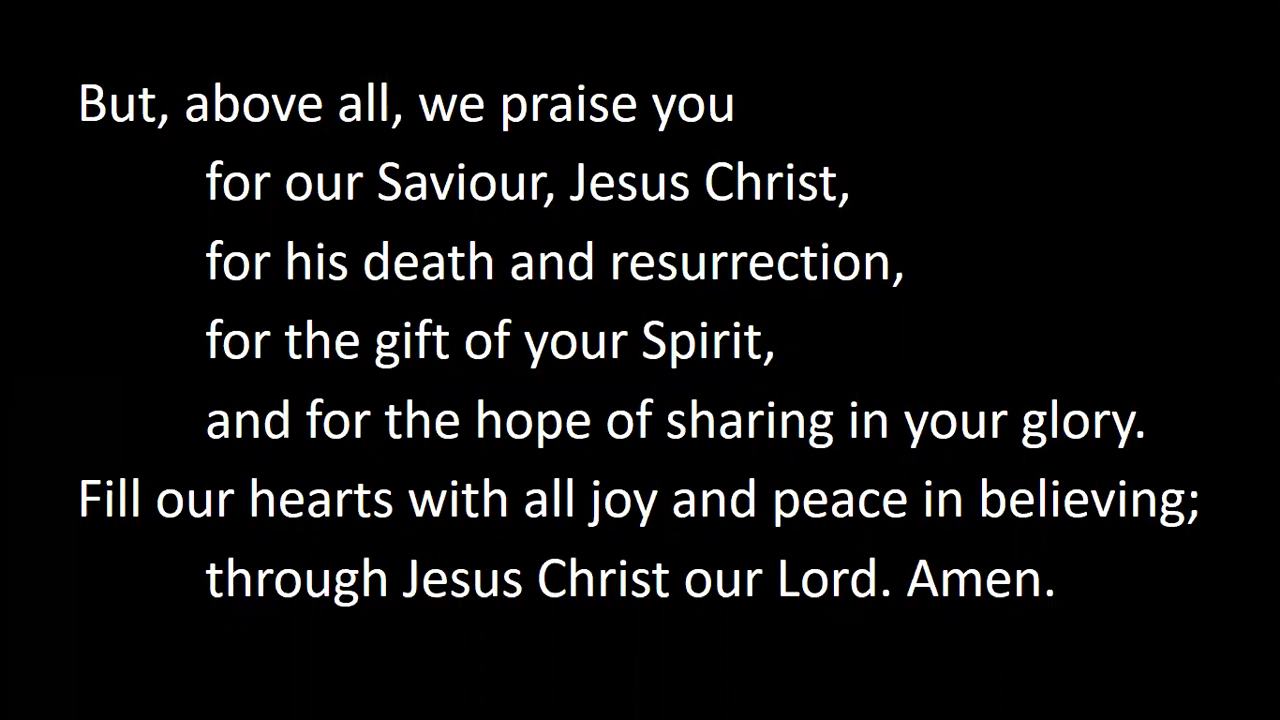 But, above all, we praise you
for our Saviour, Jesus Christ,
for his death and resurrection,
for the gift of your Spirit,
and for the hope of sharing in your glory.
Fill our hearts with all joy and peace in believing;
through Jesus Christ our Lord. Amen.